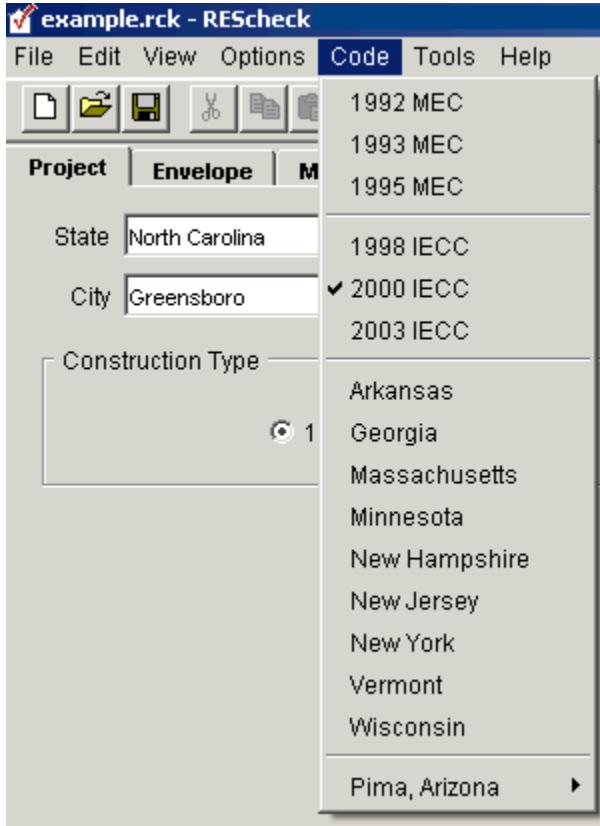 example.rck - REScheck
File Edit View Options Code Tools Help
Project Envelope M
State North Carolina
City Greensboro
Construction Type
1
1992 MEC
1993 MEC
1995 MEC
1998 IECC
2000 IECC
2003 IECC
Arkansas
Georgia
Massachusetts
Minnesota
New Hampshire
New Jersey
New York
Vermont
Wisconsin
Pima, Arizona